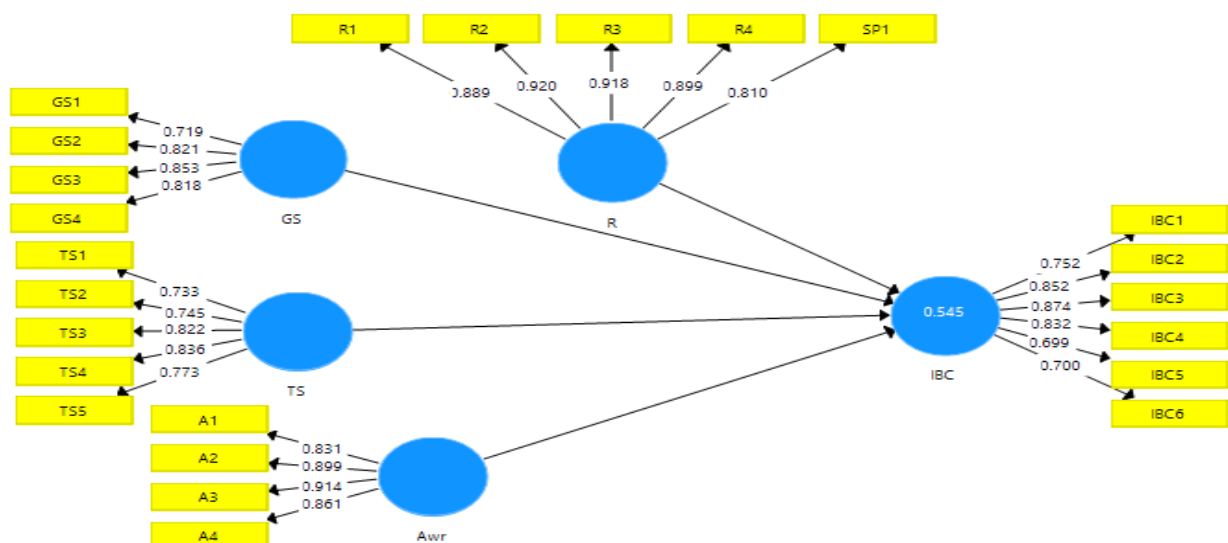 R1
R2
R3
R4
SP1
0.889
0.920
0.918
0.899
0.810
R
GS1
GS2
GS3
GS4
0.719
0.821
0.853
0.818
GS
TS1
TS2
TS3
TS4
TS5
0.733
0.745
0.822
0.836
0.773
TS
A1
A2
A3
A4
0.831
0.899
0.914
0.861
Awr
0.545
IBC
0.752
0.852
0.874
0.832
0.699
0.700
IBC1
IBC2
IBC3
IBC4
IBC5
IBC6